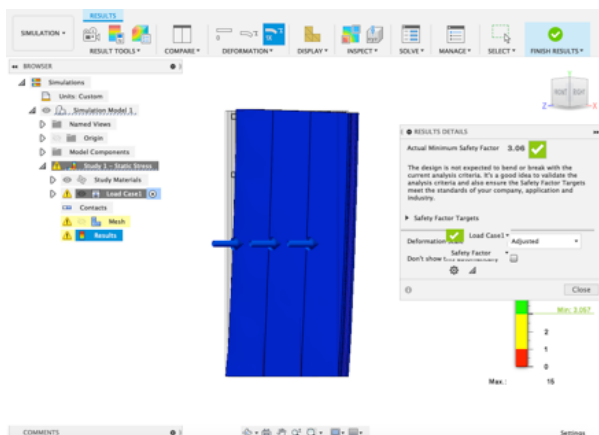 RESULTS
SIMULATION
RESULT TOOLS
COMPARE
DEFORMATION
DISPLAY
INSPECT
SOLVE
MANAGE
SELECT
FINISH RESULTS
BROWSER
Simulations
Units: Custom
Simulation Model 1
Named Views
Origin
Model Components
Study 1 - Static Stress
Study Materials
Load Case1
Contacts
Mesh
Results
FRONT
RIGHT
Z
X
RESULTS DETAILS
Actual Minimum Safety Factor 3.06
The design is not expected to bend or break with the
current analysis criteria. It's a good idea to validate the
analysis criteria and also ensure the Safety Factor Targets
meet the standards of your company, application and
industry.
Safety Factor Targets
Load Case1
Deformation
Adjusted
Safety Factor
Don't show
Close
Min: 3.067
2
1
0
Max.: 15
COMMENTS
Settings